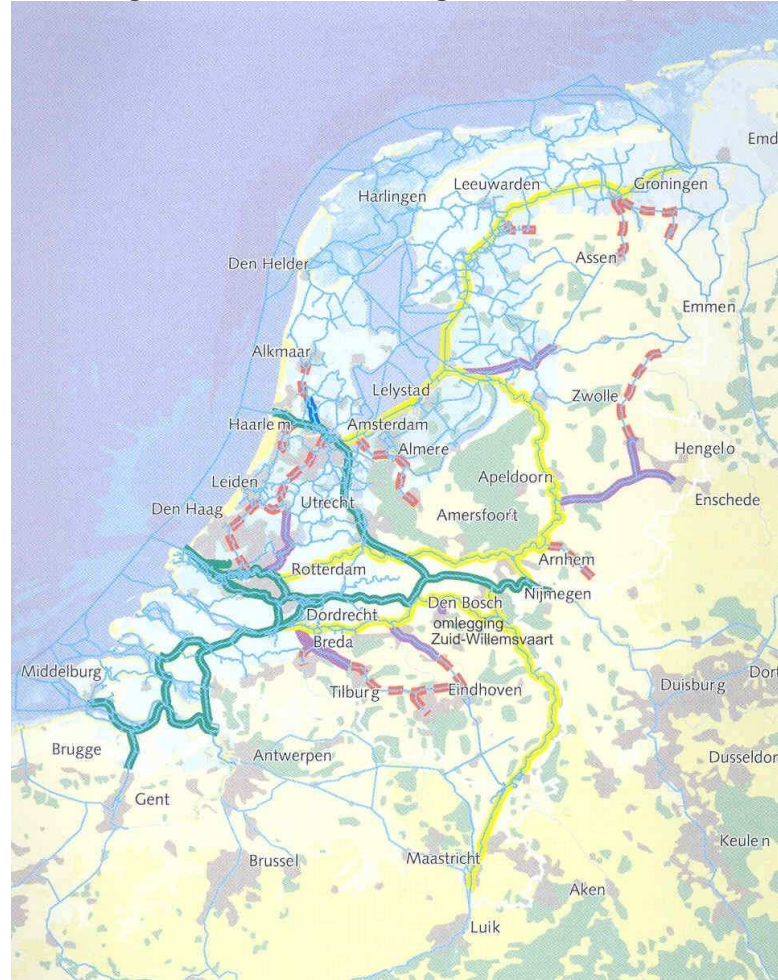 Emd
Leeuwarden
Groningen
Harlingen
Assen
Den Helder
Emmen
Alkmaar
Lelystad
Zwolle
Haarlem
Amsterdam
Almere
Hengelo
Leiden
Apeldoorn
Enschede
Utrecht
Den Haag
Amersfoort
Arnhem
Rotterdam
Nijmegen
Den Bosch
Dordrecht
omlegging
Zuid-Willemsvaart
Breda
Middelburg
Dort
Duisburg
Tilburg
Eindhoven
Brugge
Antwerpen
Dusseldor
Gent
Keulen
Brussel
Maastricht
Aken
Luik